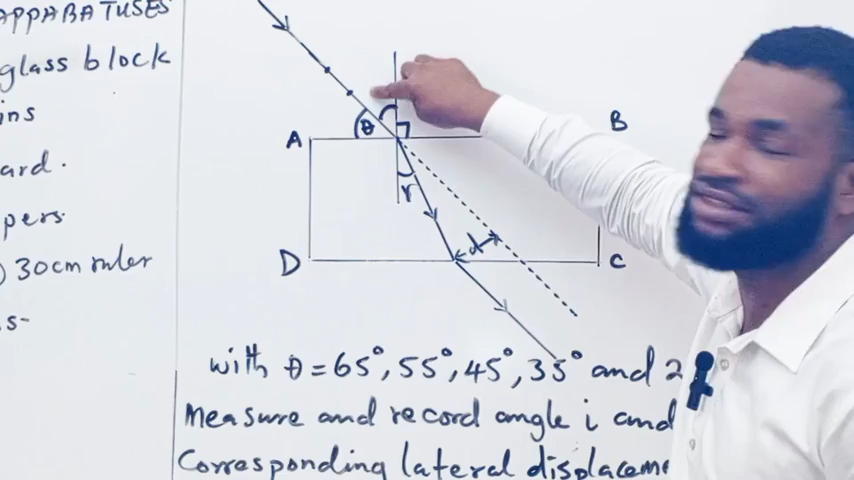 APPARATUSES
glass block
ins
ard.
pers.
) 30cm ruler
s-
A
B
θ
r
d
D
C
with θ = 65°, 55°, 45°, 35° and 2
measure and record angle i and
Corresponding lateral displaceme